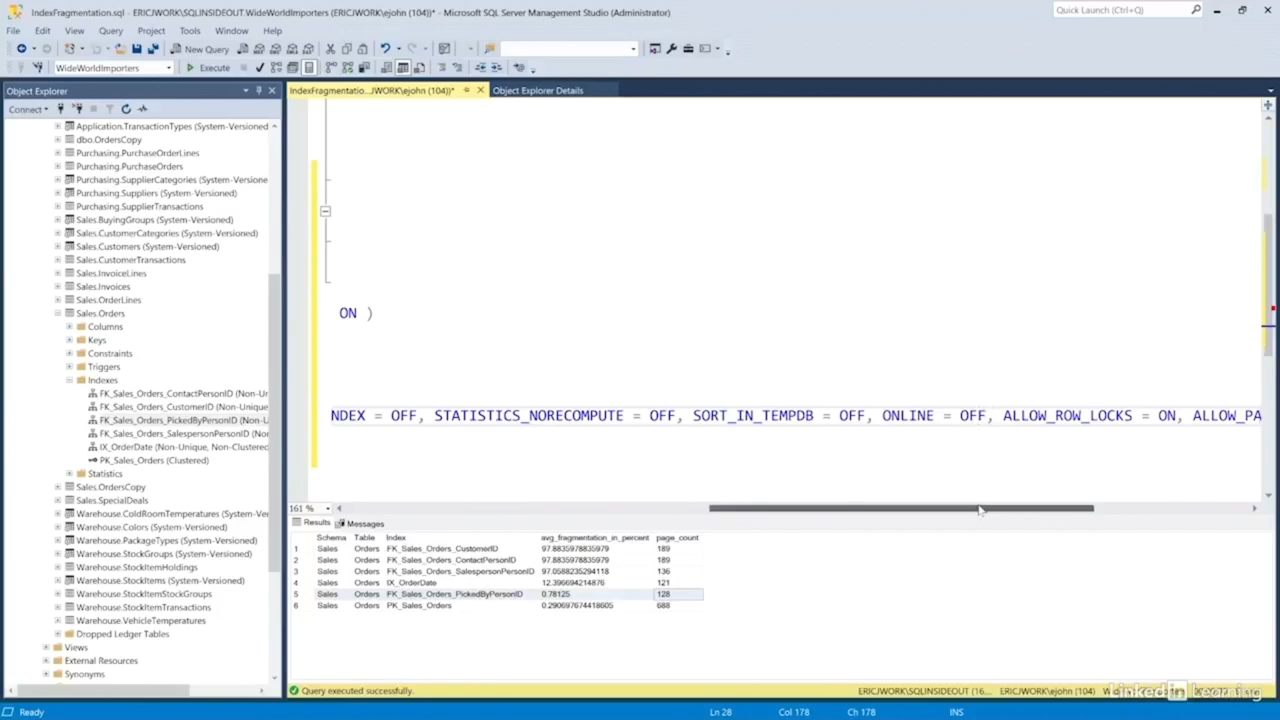 IndexFragmentation.sql - ERICJWORK\SQLINSIDEOUT.WideWorldImporters (ERICJWORK\ejohn (104))* - Microsoft SQL Server Management Studio (Administrator)
Quick Launch (Ctrl+Q)
File Edit View Query Project Tools Window Help
New Query
WideWorldImporters Execute
Object Explorer
IndexFragmentatio...JWORK\ejohn (104))* Object Explorer Details
Connect
Application.TransactionTypes (System-Versioned
dbo.OrdersCopy
Purchasing.PurchaseOrderLines
Purchasing.PurchaseOrders
Purchasing.SupplierCategories (System-Versione
Purchasing.Suppliers (System-Versioned)
Purchasing.SupplierTransactions
Sales.BuyingGroups (System-Versioned)
Sales.CustomerCategories (System-Versioned)
Sales.Customers (System-Versioned)
Sales.CustomerTransactions
Sales.InvoiceLines
Sales.Invoices
Sales.OrderLines
Sales.Orders
Columns
Keys
Constraints
Triggers
Indexes
FK_Sales_Orders_ContactPersonID (Non-Ur
FK_Sales_Orders_CustomerID (Non-Unique
FK_Sales_Orders_PickedByPersonID (Non-U
FK_Sales_Orders_SalespersonPersonID (No
IX_OrderDate (Non-Unique, Non-Clustered
PK_Sales_Orders (Clustered)
Statistics
Sales.OrdersCopy
Sales.SpecialDeals
Warehouse.ColdRoomTemperatures (System-Ver
Warehouse.Colors (System-Versioned)
Warehouse.PackageTypes (System-Versioned)
Warehouse.StockGroups (System-Versioned)
Warehouse.StockItemHoldings
Warehouse.StockItems (System-Versioned)
Warehouse.StockItemStockGroups
Warehouse.StockItemTransactions
Warehouse.VehicleTemperatures
Dropped Ledger Tables
Views
External Resources
Synonyms
ON )
NDEX = OFF, STATISTICS_NORECOMPUTE = OFF, SORT_IN_TEMPDB = OFF, ONLINE = OFF, ALLOW_ROW_LOCKS = ON, ALLOW_PA
161 %
Results Messages
Schema Table Index avg_fragmentation_in_percent page_count
1 Sales Orders FK_Sales_Orders_CustomerID 97.8835978835979 189
2 Sales Orders FK_Sales_Orders_ContactPersonID 97.8835978835979 189
3 Sales Orders FK_Sales_Orders_SalespersonPersonID 97.0588235294118 136
4 Sales Orders IX_OrderDate 12.396694214876 121
5 Sales Orders FK_Sales_Orders_PickedByPersonID 0.78125 128
6 Sales Orders PK_Sales_Orders 0.290697674418605 688
Query executed successfully. ERICJWORK\SQLINSIDEOUT (16... ERICJWORK\ejohn (104)
Linkedin Learning
Ready Ln 28 Col 178 Ch 178 INS